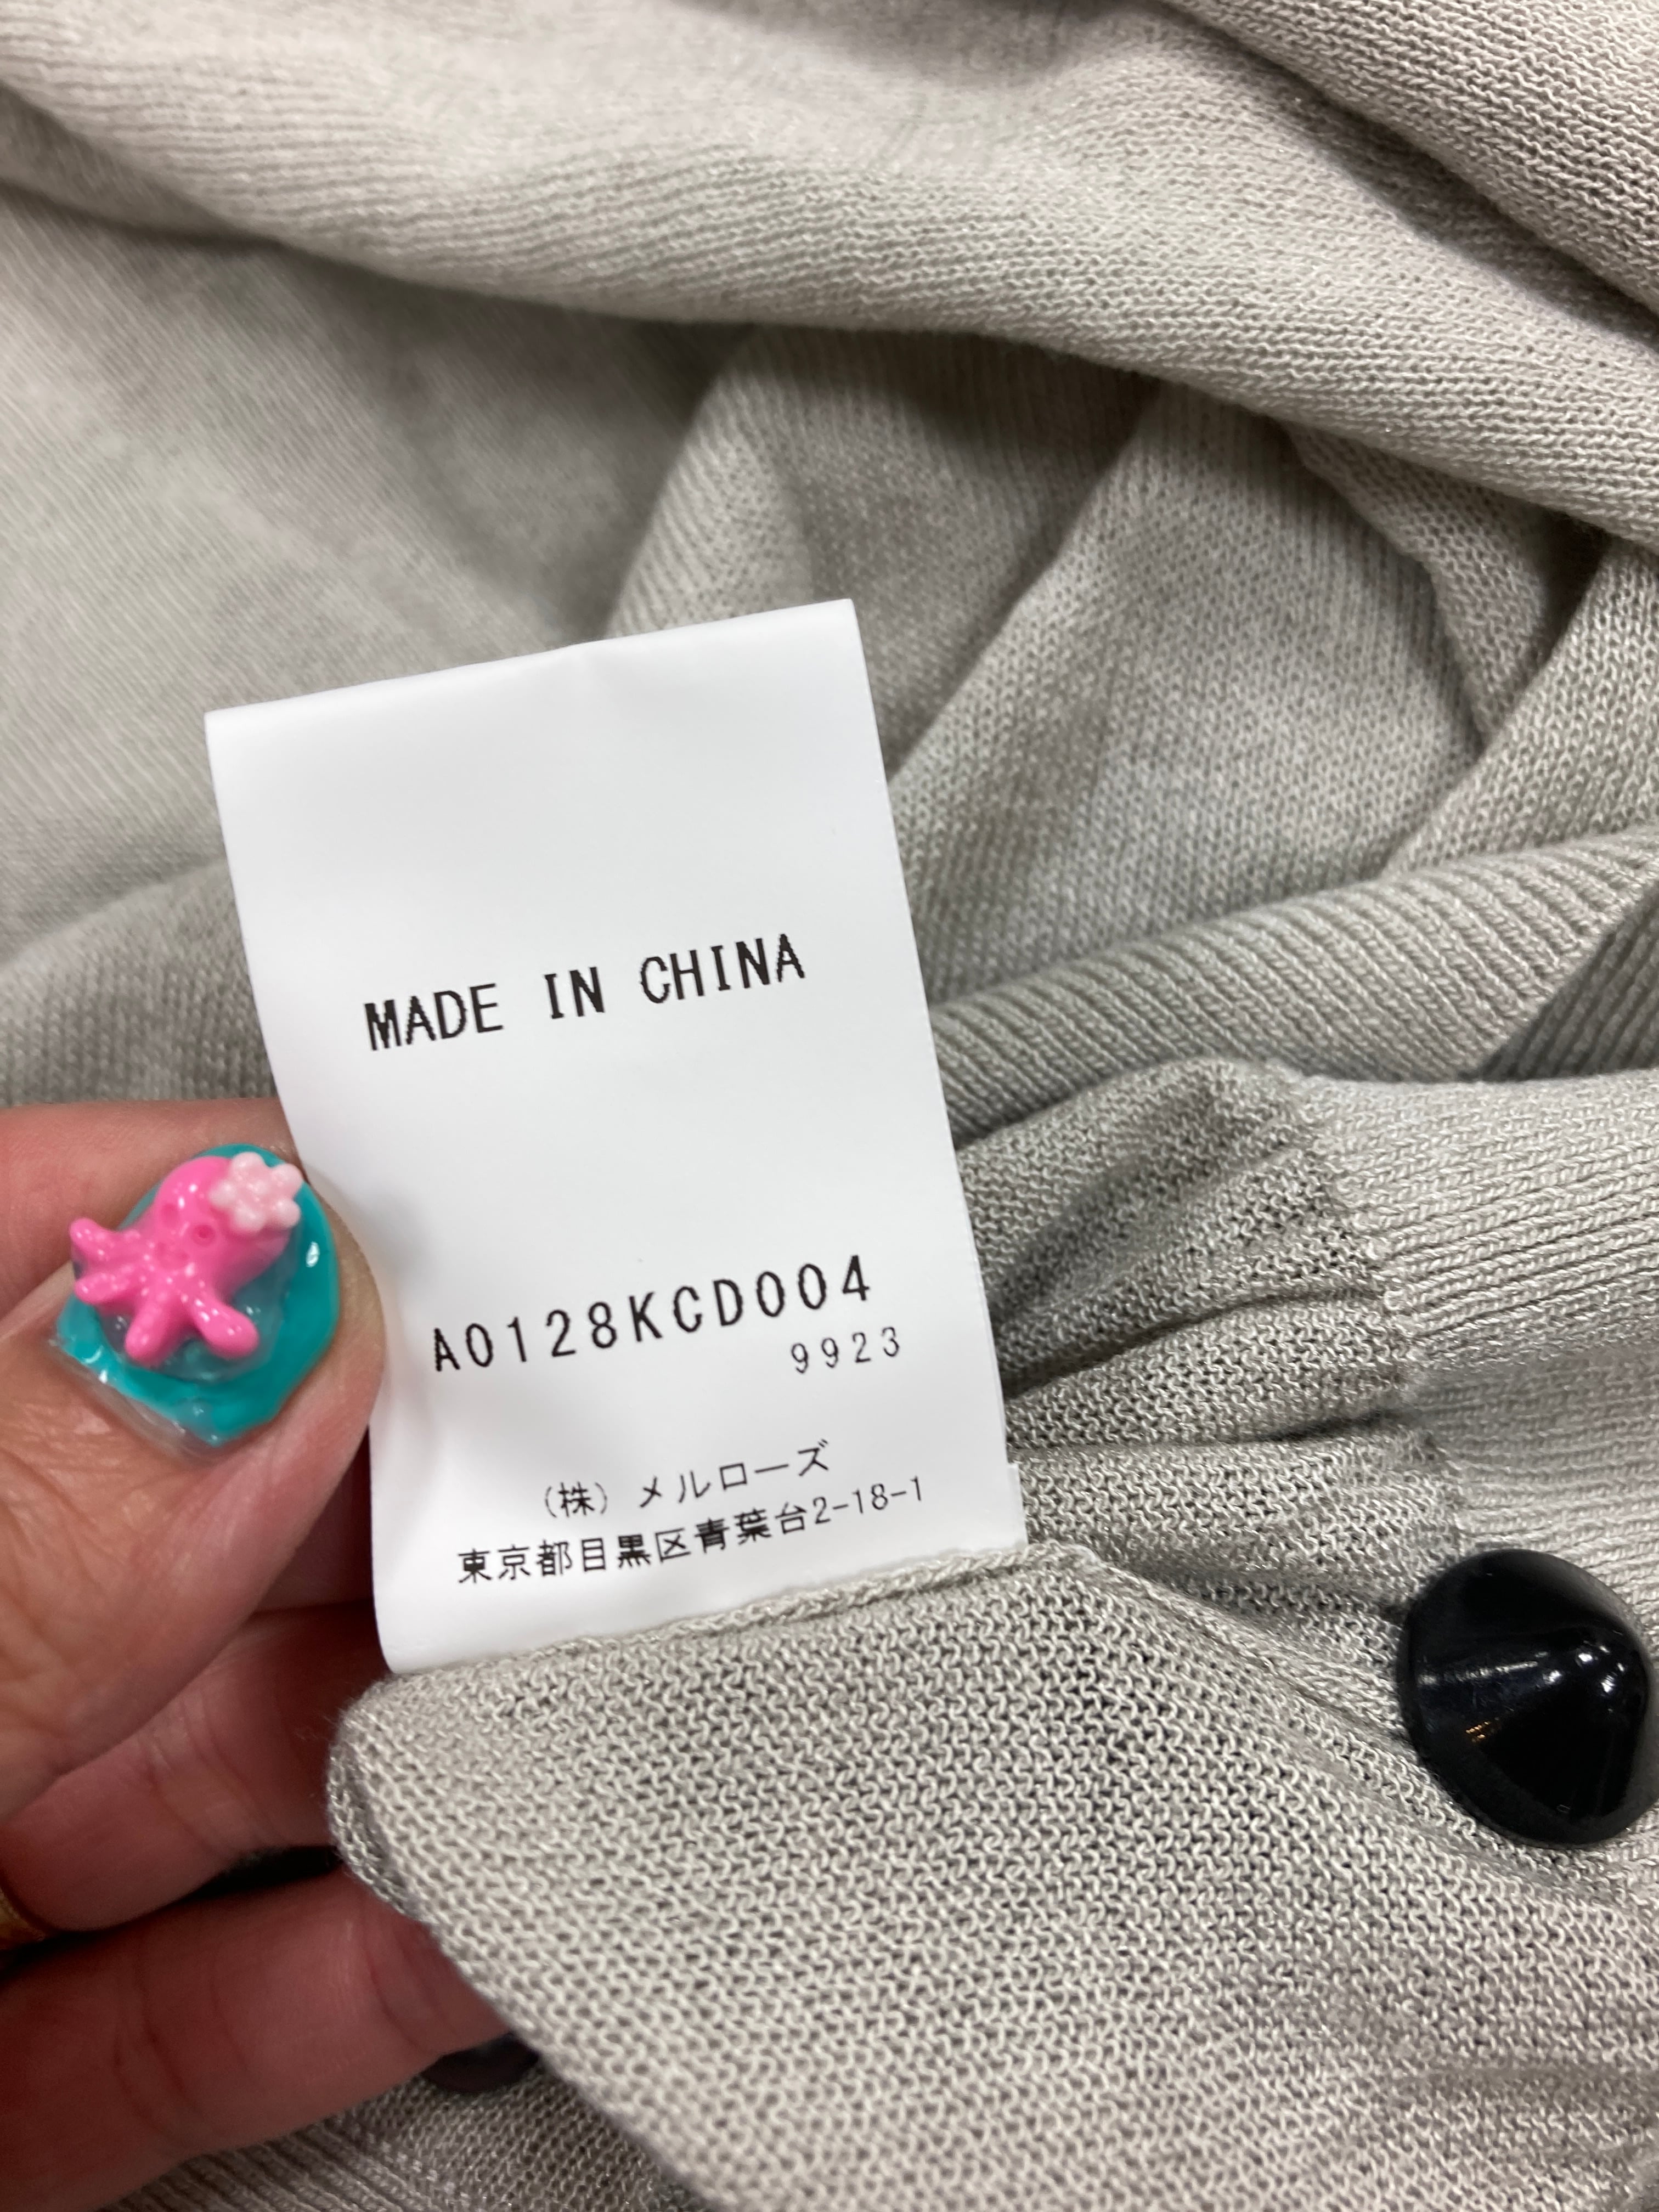 MADE IN CHINA
A0128KCD004
9923
(株) メルローズ
東京都目黒区青葉台2-18-1